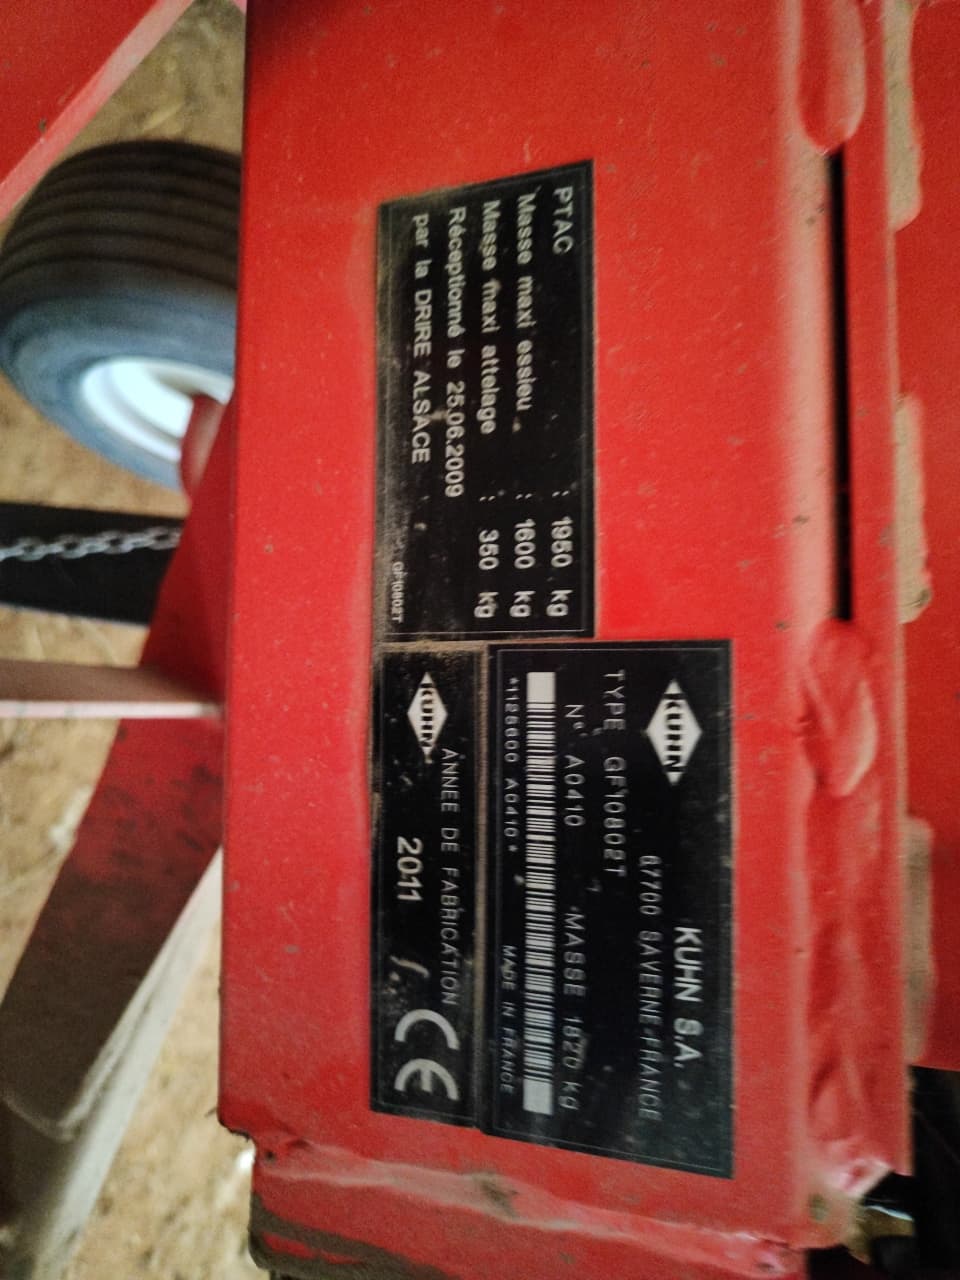 PTAC : 1950 kg
Masse maxi essieu : 1600 kg
Masse maxi attelage : 350 kg
Réceptionné le 25.06.2009
par la DRIRE ALSACE
GF10802T
KUHN
KUHN S.A.
67700 SAVERNE-FRANCE
TYPE GF10802T
N° A0410 MASSE 1820 kg
*1126600 A0410*
MADE IN FRANCE
KUHN
ANNEE DE FABRICATION
2011 CE